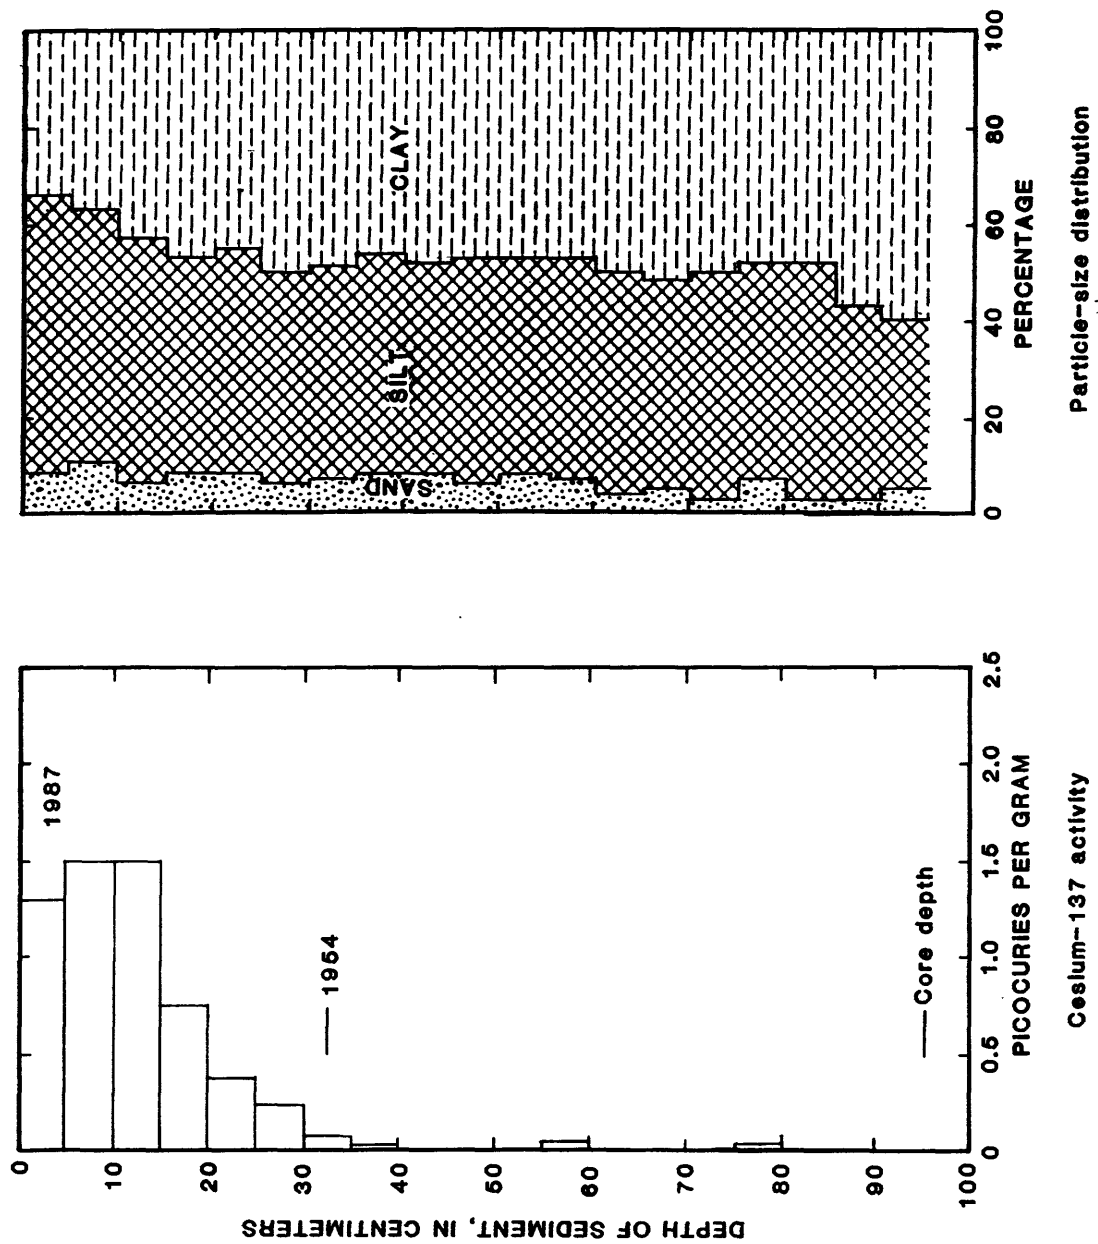 DEPTH OF SEDIMENT, IN CENTIMETERS
0
10
20
30
40
50
60
70
80
90
100
1987
1954
Core depth
0
0.5
1.0
1.5
2.0
2.5
PICOCURIES PER GRAM
Cesium-137 activity
SAND
SILT
CLAY
0
20
40
60
80
100
PERCENTAGE
Particle-size distribution